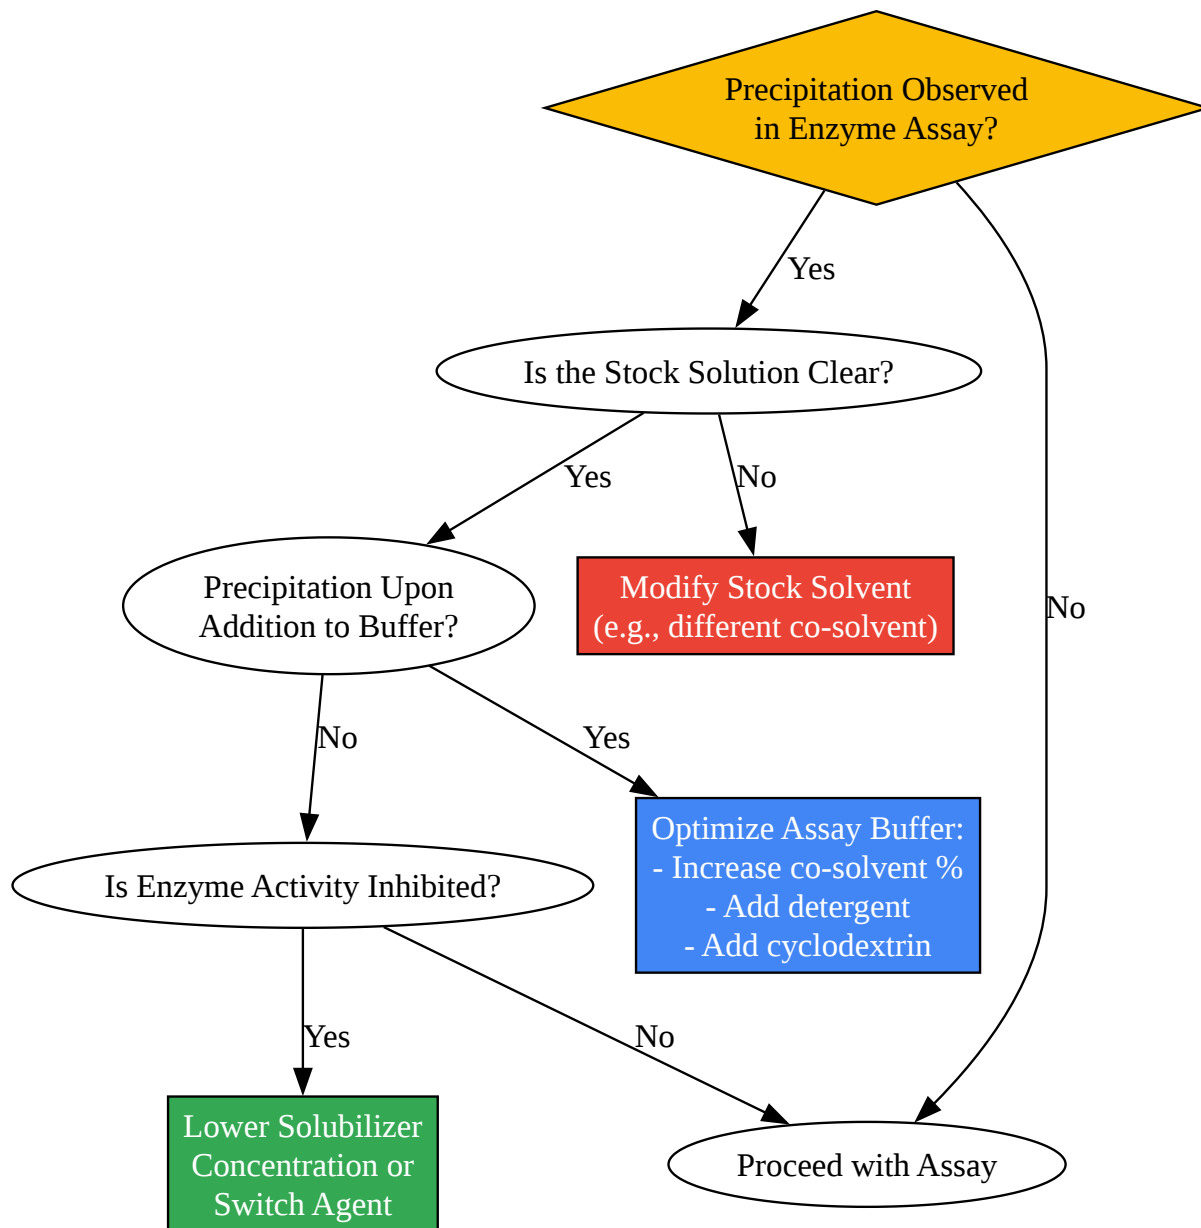 Precipitation Observed
in Enzyme Assay?
Yes
Is the Stock Solution Clear?
Yes
No
Precipitation Upon
Addition to Buffer?
Modify Stock Solvent
(e.g., different co-solvent)
No
No
Yes
Optimize Assay Buffer:
- Increase co-solvent %
- Add detergent
- Add cyclodextrin
Is Enzyme Activity Inhibited?
Yes
No
Lower Solubilizer
Concentration or
Switch Agent
Proceed with Assay